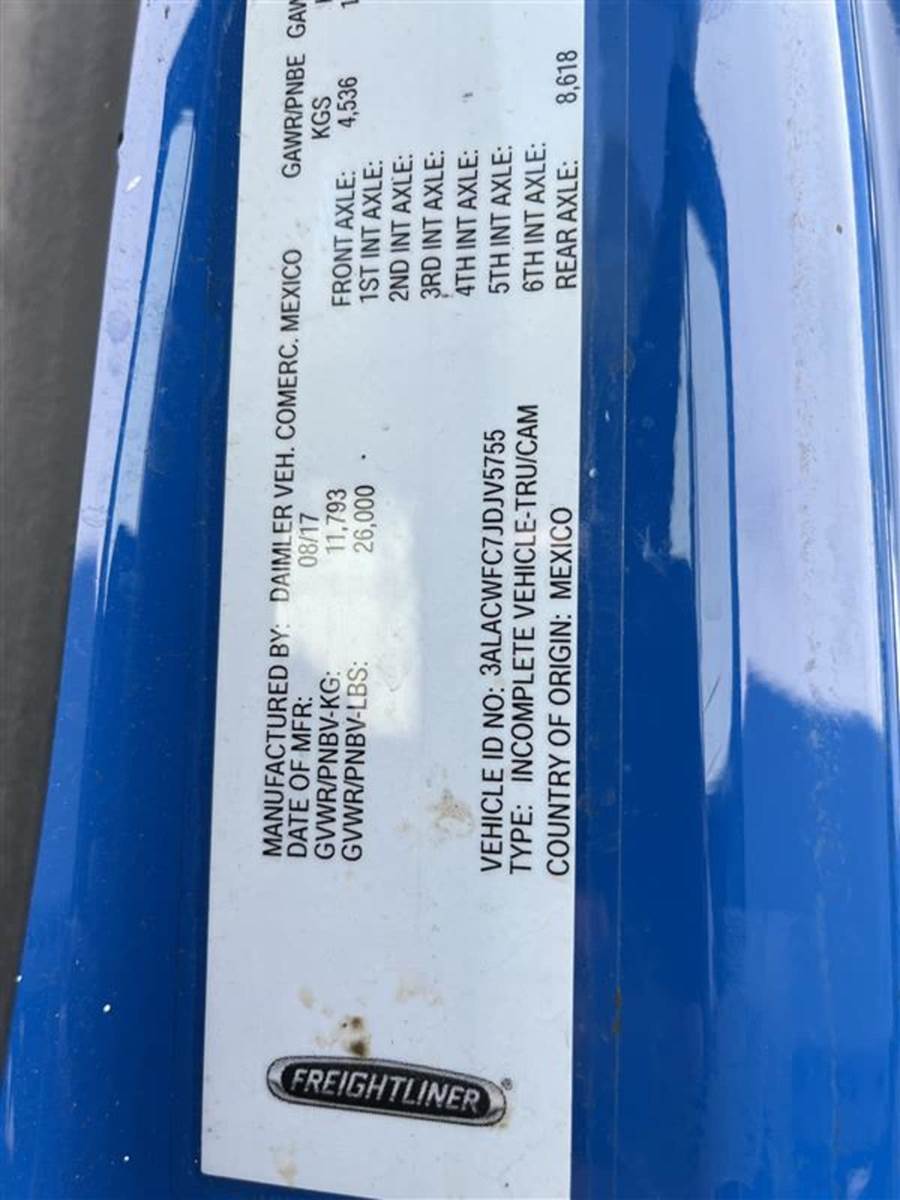 FREIGHTLINER®
MANUFACTURED BY: DAIMLER VEH. COMERC. MEXICO
DATE OF MFR: 08/17
GVWR/PNBV-KG: 11,793
GVWR/PNBV-LBS: 26,000
VEHICLE ID NO: 3ALACWFC7JDJV5755
TYPE: INCOMPLETE VEHICLE-TRU/CAM
COUNTRY OF ORIGIN: MEXICO
GAWR/PNBE
KGS
FRONT AXLE: 4,536
1ST INT AXLE:
2ND INT AXLE:
3RD INT AXLE:
4TH INT AXLE:
5TH INT AXLE:
6TH INT AXLE:
REAR AXLE: 8,618